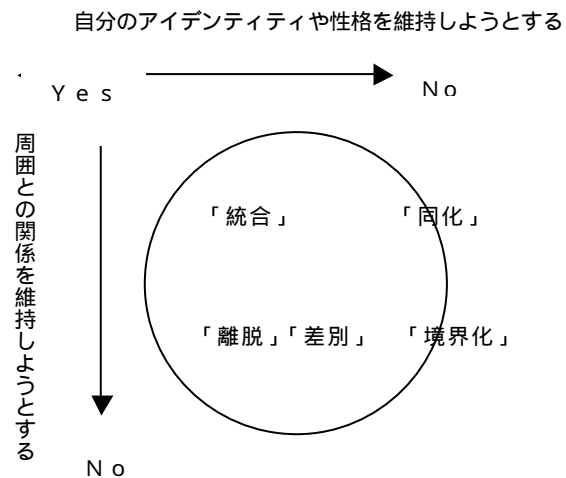 自分のアイデンティティや性格を維持しようとする
Yes
No
周囲との関係を維持しようとする
「統合」
「同化」
「離脱」「差別」
「境界化」
No